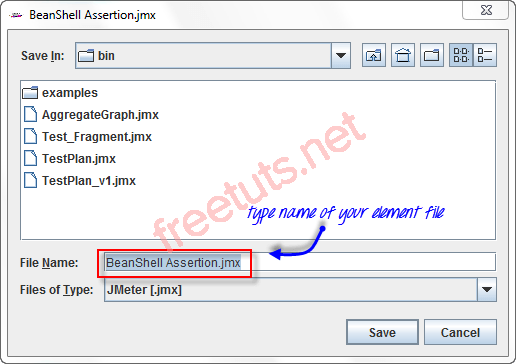 BeanShell Assertion.jmx
Save In: bin
examples
AggregateGraph.jmx
Test_Fragment.jmx
TestPlan.jmx
TestPlan_v1.jmx
freetuts.net
type name of your element file
File Name: BeanShell Assertion.jmx
Files of Type: JMeter [.jmx]
Save Cancel